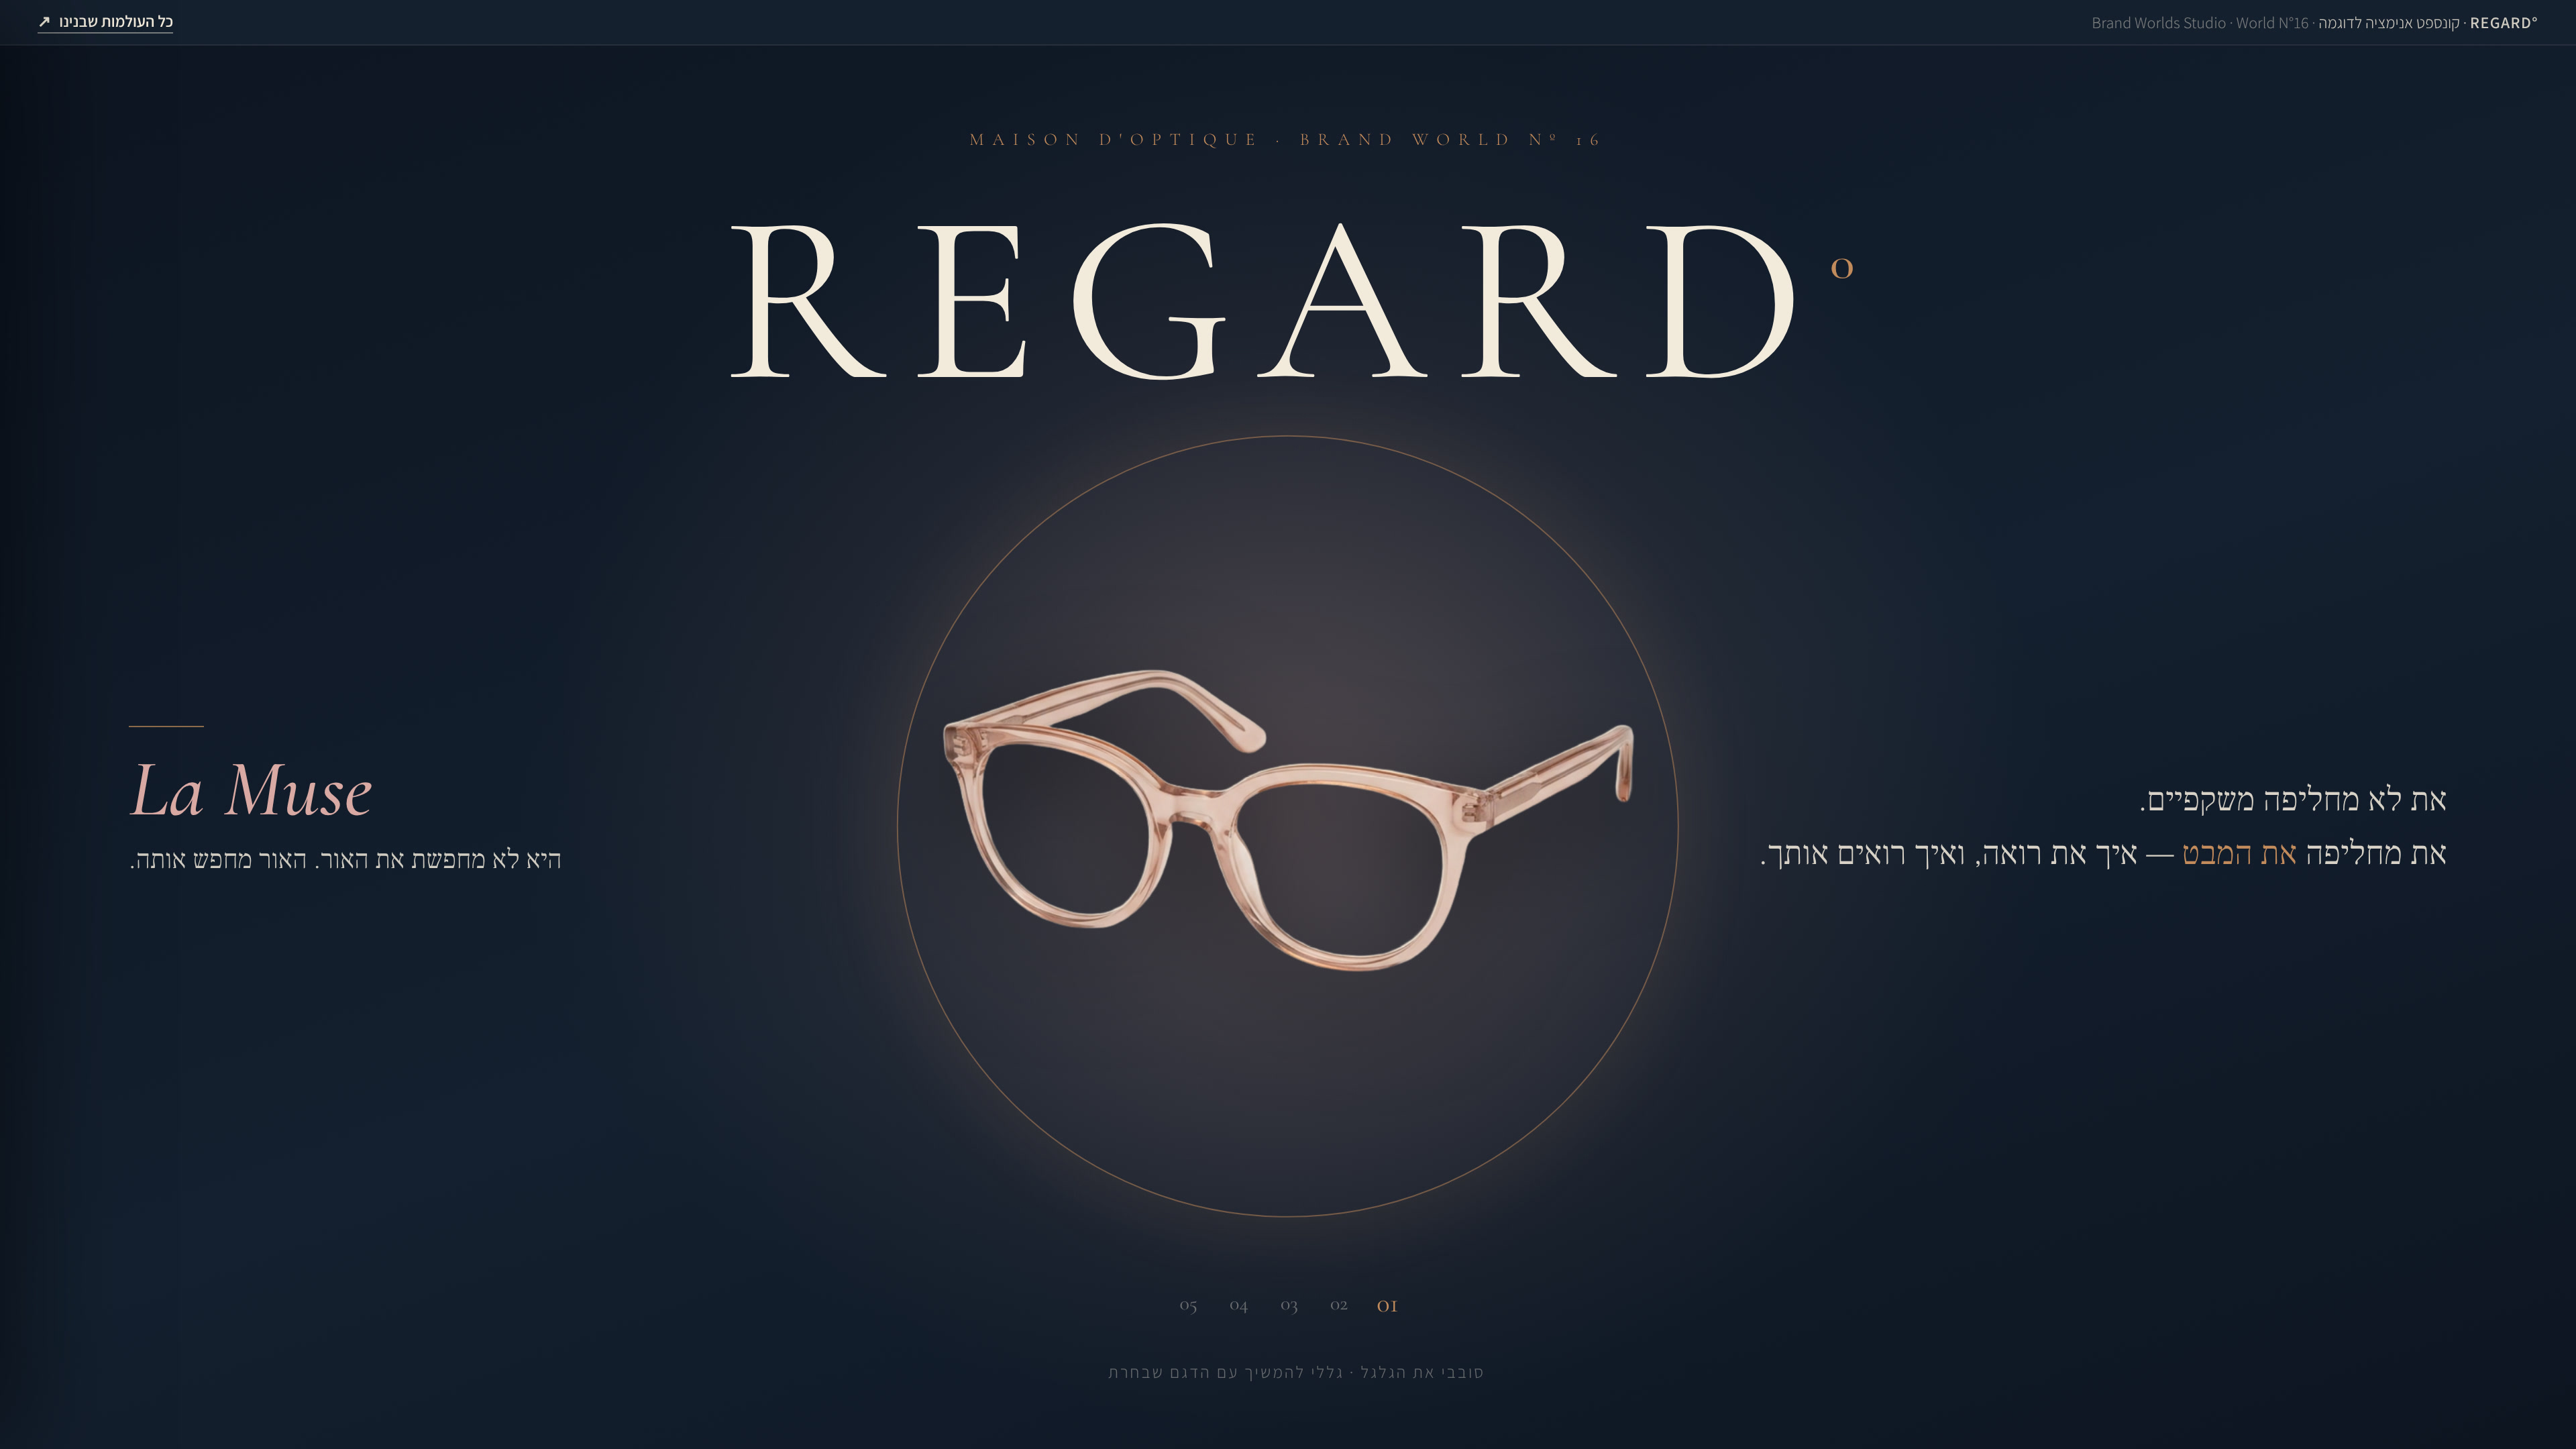 REGARD° · קונספט אנימציה לדוגמה · Brand Worlds Studio · World N°16
כל העולמות שבנינו ↗
MAISON D'OPTIQUE · BRAND WORLD Nº 16
REGARD°
את לא מחליפה משקפיים.
את מחליפה את המבט — איך את רואה, ואיך רואים אותך.
La Muse
היא לא מחפשת את האור. האור מחפש אותה.
01 02 03 04 05
סובבי את הגלגל · גללי להמשיך עם הדגם שבחרת